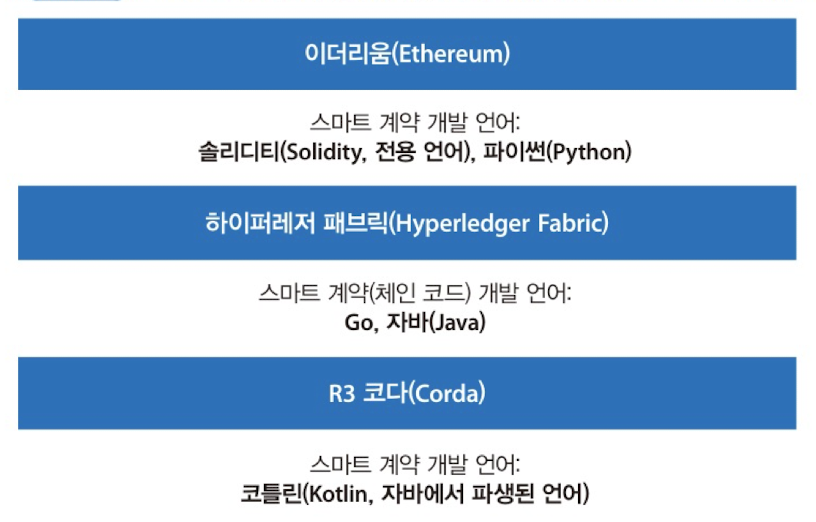 이더리움(Ethereum)
스마트 계약 개발 언어:
솔리디티(Solidity, 전용 언어), 파이썬(Python)
하이퍼레저 패브릭(Hyperledger Fabric)
스마트 계약(체인 코드) 개발 언어:
Go, 자바(Java)
R3 코다(Corda)
스마트 계약 개발 언어:
코틀린(Kotlin, 자바에서 파생된 언어)